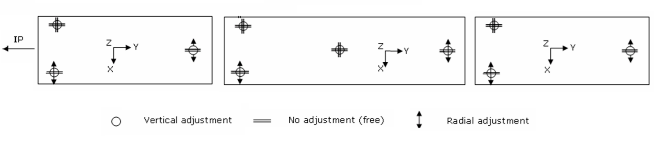 IP
Z Y X
Z Y X
Z Y X
Vertical adjustment
No adjustment (free)
Radial adjustment